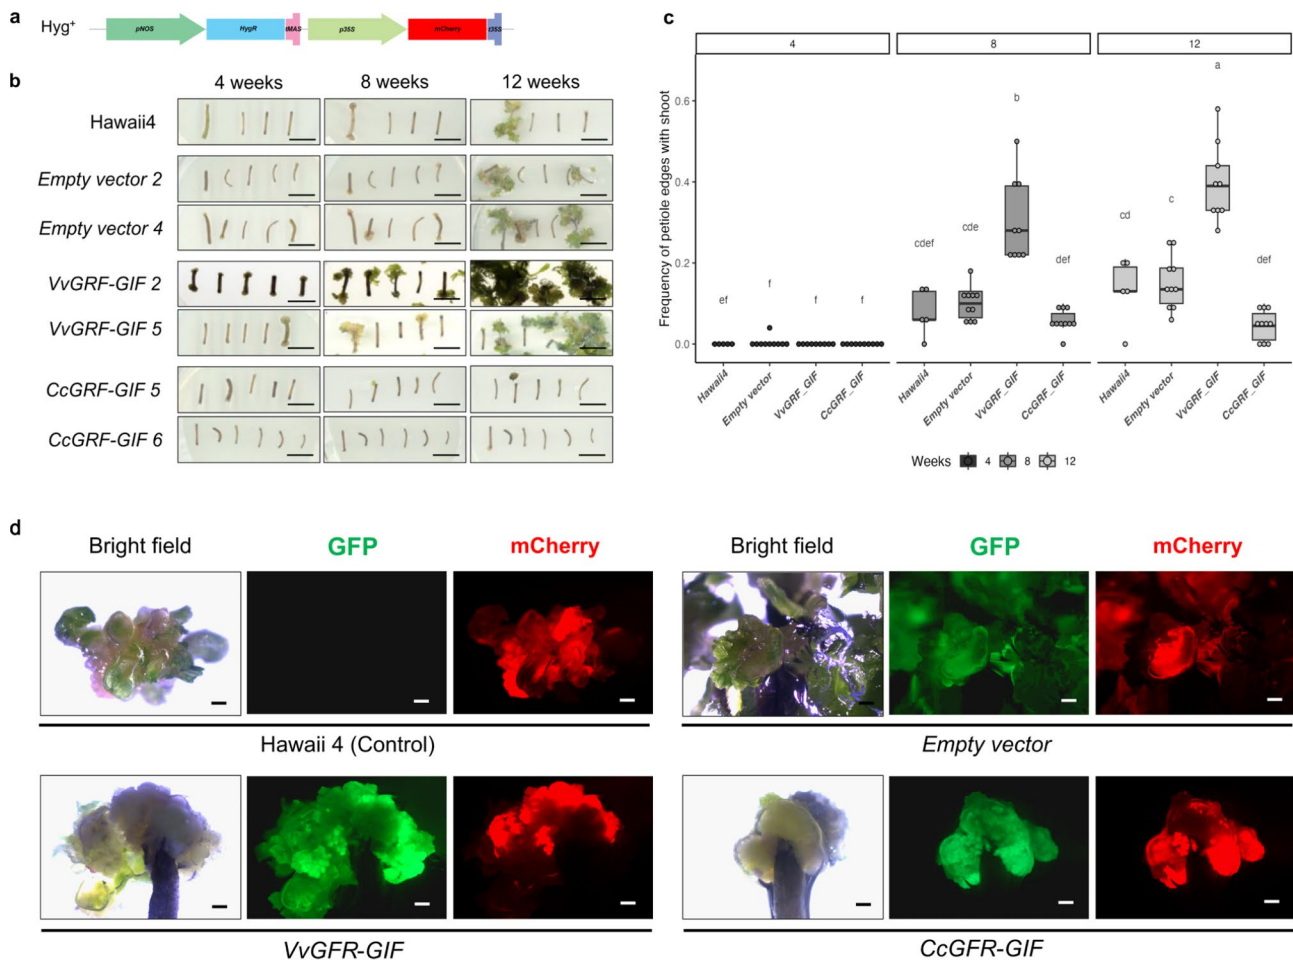 a
Hyg⁺
pNOS
HygR
tMAS
p35S
mCherry
t35S
b
4 weeks
8 weeks
12 weeks
Hawaii4
Empty vector 2
Empty vector 4
VvGRF-GIF 2
VvGRF-GIF 5
CcGRF-GIF 5
CcGRF-GIF 6
c
4
8
12
Frequency of petiole edges with shoot
0.6
0.4
0.2
0.0
ef
f
f
f
cdef
cde
b
def
cd
c
a
def
Hawaii4
Empty vector
VvGRF_GIF
CcGRF_GIF
Hawaii4
Empty vector
VvGRF_GIF
CcGRF_GIF
Hawaii4
Empty vector
VvGRF_GIF
CcGRF_GIF
Weeks 4 8 12
d
Bright field
GFP
mCherry
Bright field
GFP
mCherry
Hawaii 4 (Control)
Empty vector
VvGFR-GIF
CcGFR-GIF